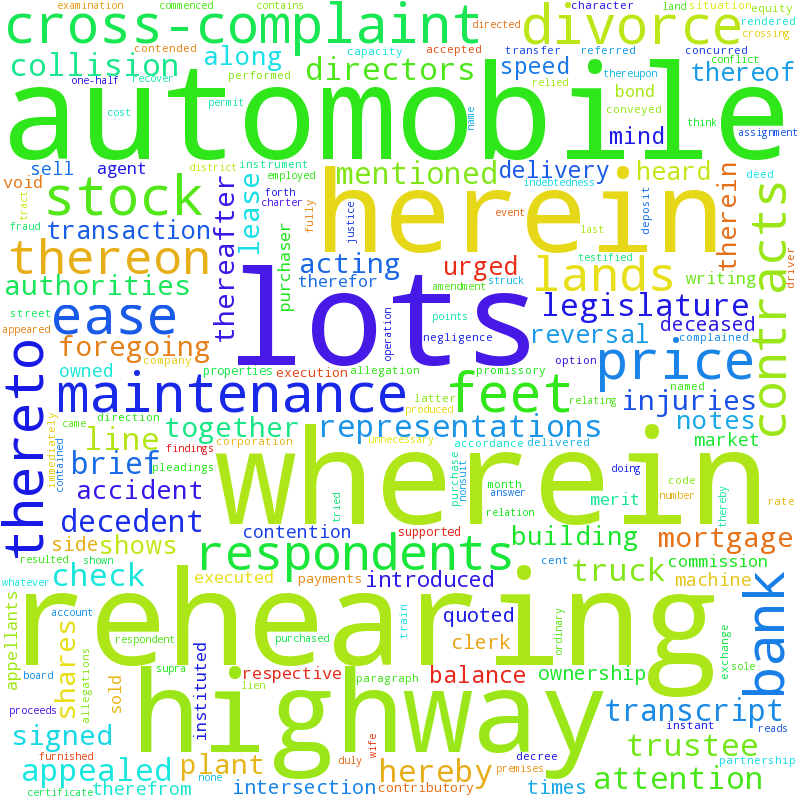 examination commenced contains character land situation equity
cross-complaint divorce rendered
contended directed crossing
accepted transfer referred concurred
collision along directors speed thereof
capacity conflict
one-half recover performed relied thereupon
automobile
cost permit bond conveyed name think assignment
mind
sell agent district instrument mentioned delivery heard
void employed indebtedness deed
stock lease forth charter herein therein contracts
tract fraud fully justice event last deposit
transaction thereafter purchaser
thereon acting urged testified lands driver
authorities therefor amendment struck writing
street lots points legislature
appeared ease operation negligence deceased
foregoing reversal complained
company option price
owned properties execution allegation promissory relating named
thereto maintenance latter feet injuries
produced
came direction together representations notes
line corporation unnecessary accordance delivered market
immediately contained findings
brief pleadings purchase nonsuit month doing code
accident answer number rate
decedent tried wherein relation merit thereby
contention supported building
side shows respondents mortgage
resulted shown cent
whatever check executed payments introduced truck commission machine
account quoted
appellants shares rehearing train clerk ordinary bank
respondent purchased exchange
allegations supra
board sold instituted lien respective paragraph balance ownership sole
highway
proceeds transcript
signed furnished instant reads
duly wife decree trustee
appealed plant none hereby premises partnership
therefrom intersection contributory times attention
certificate